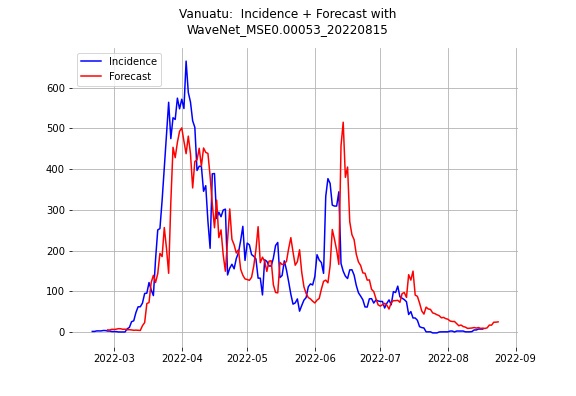 Vanuatu:  Incidence + Forecast with
WaveNet_MSE0.00053_20220815
Incidence
Forecast
600
500
400
300
200
100
0
2022-03 2022-04 2022-05 2022-06 2022-07 2022-08 2022-09